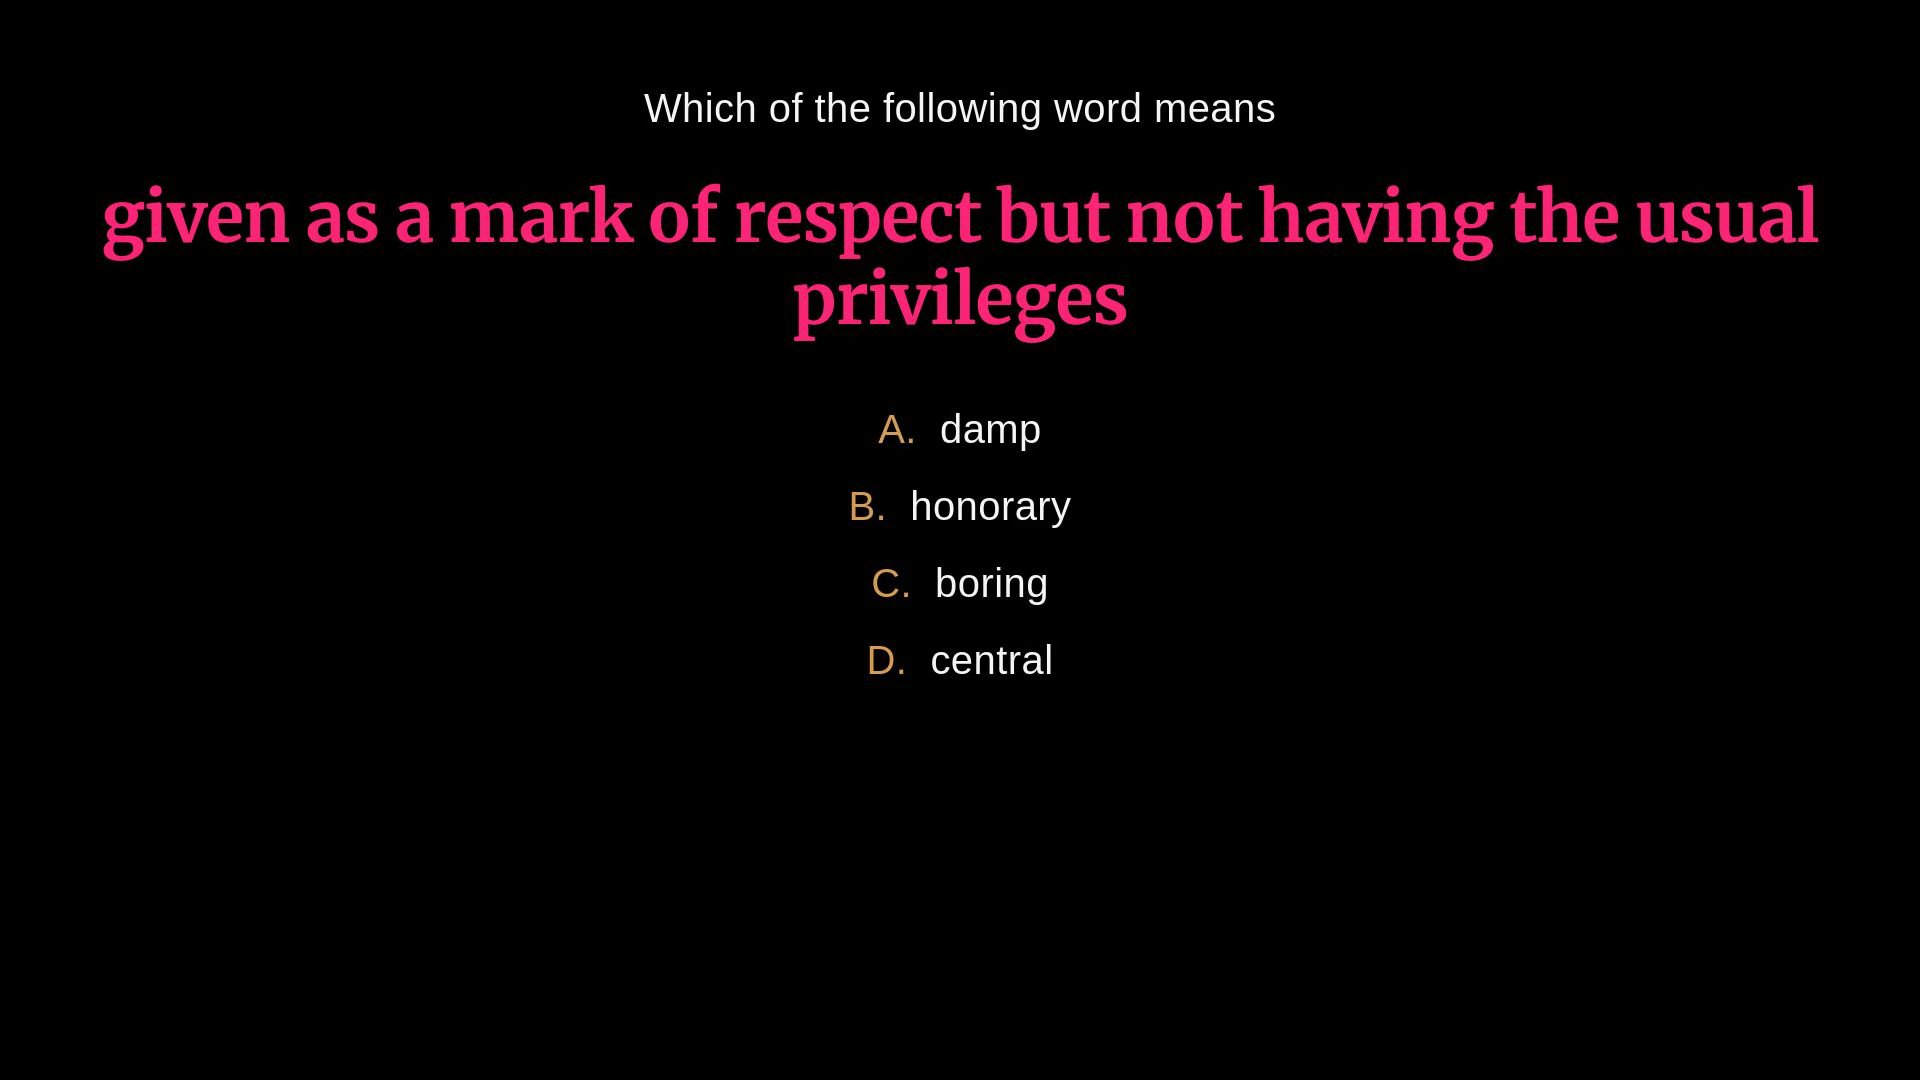 Which of the following word means
given as a mark of respect but not having the usual
privileges
A. damp
B. honorary
C. boring
D. central